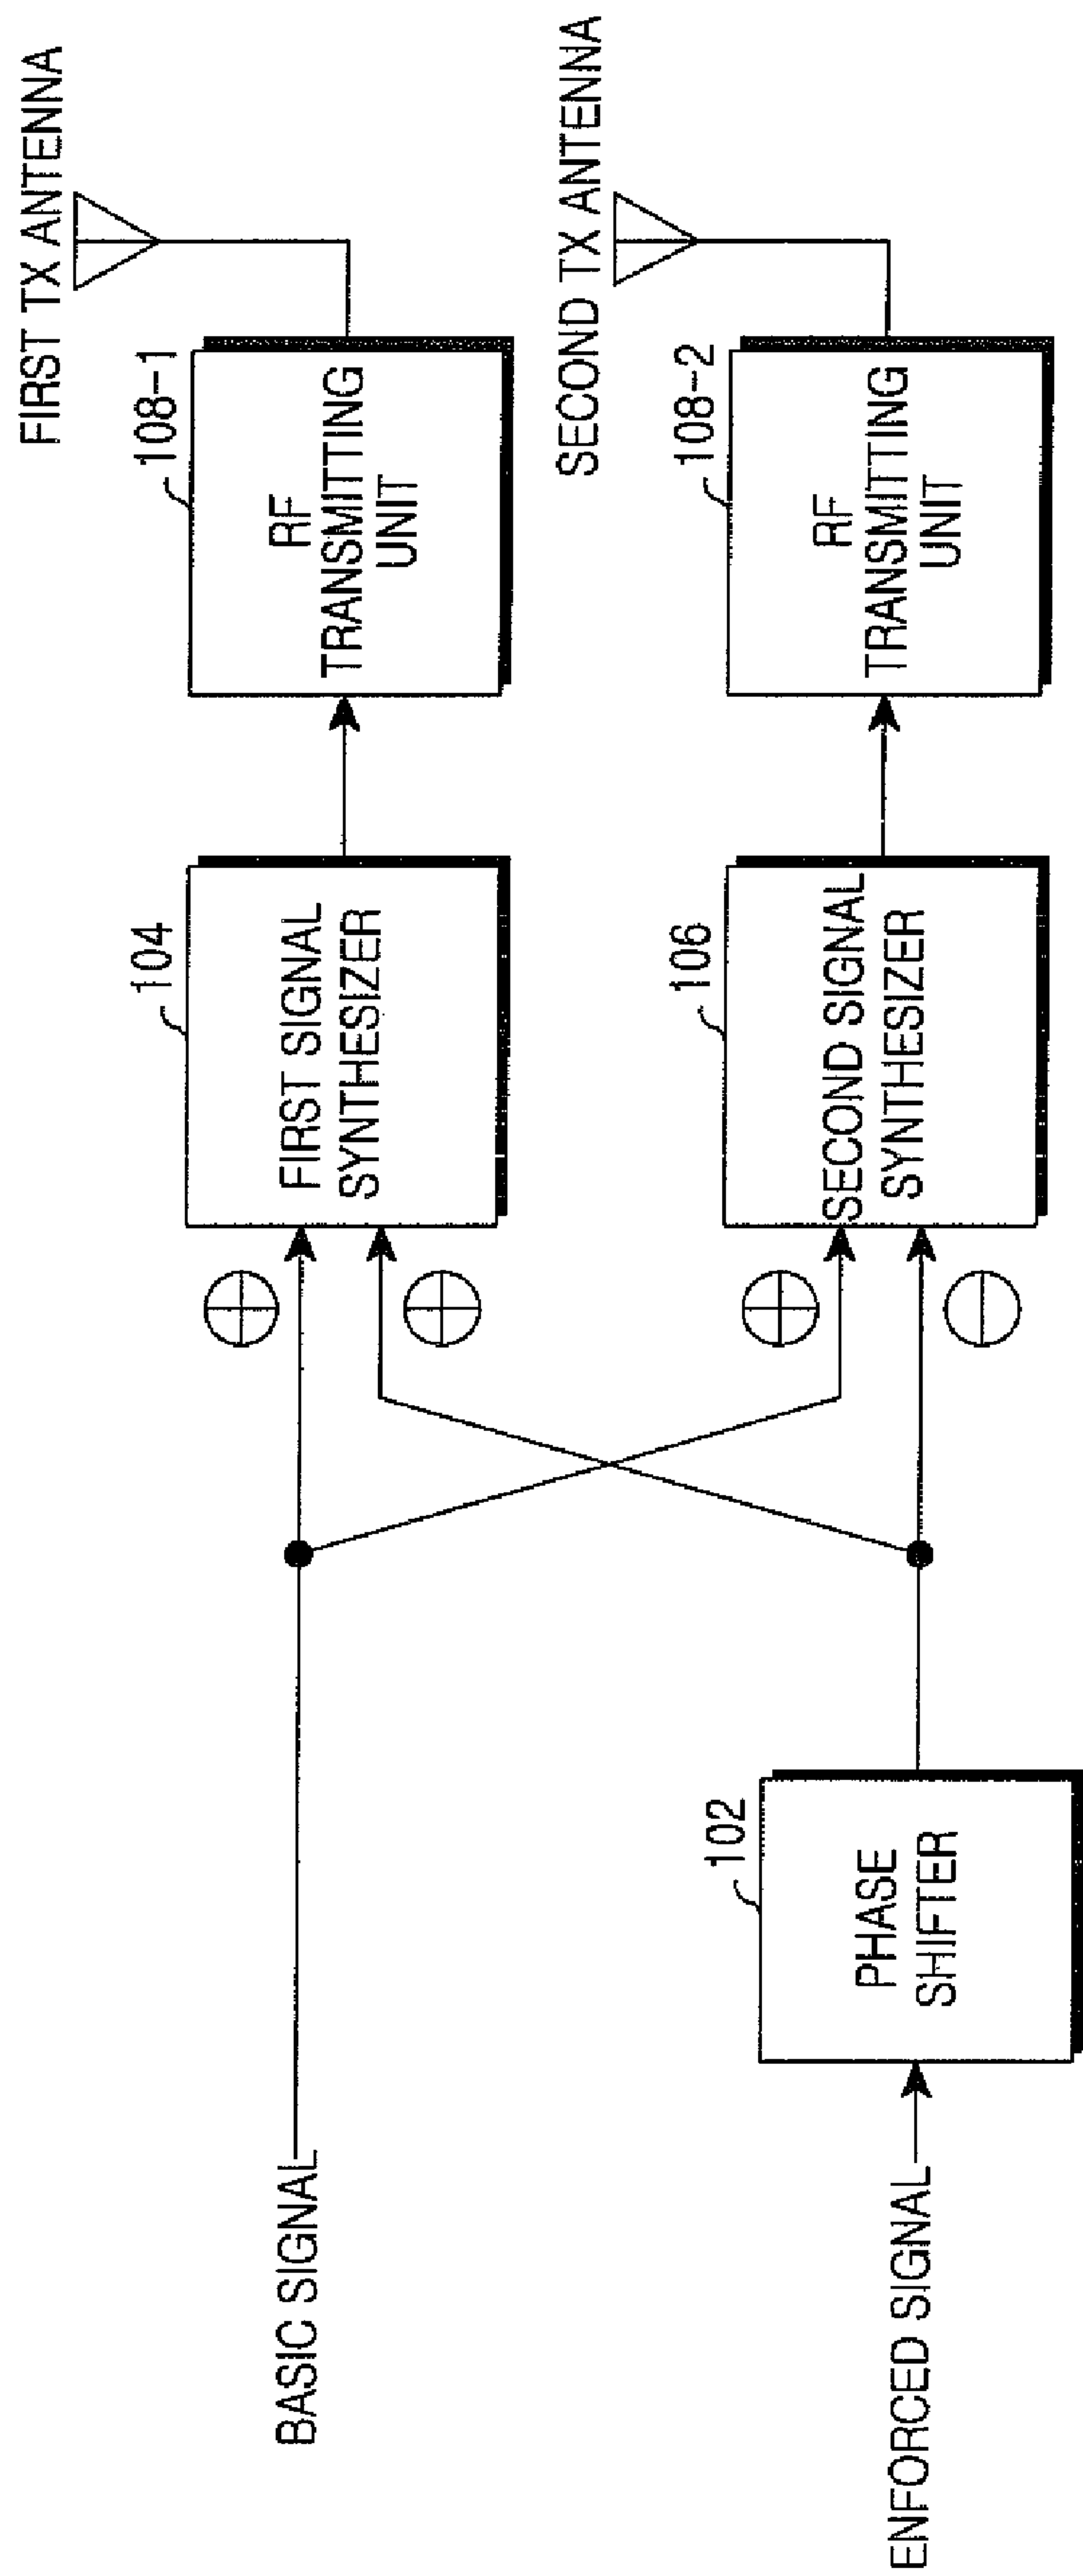 FIRST TX ANTENNA
108-1
RF
TRANSMITTING
UNIT
104
FIRST SIGNAL
SYNTHESIZER
BASIC SIGNAL
SECOND TX ANTENNA
108-2
RF
TRANSMITTING
UNIT
106
SECOND SIGNAL
SYNTHESIZER
102
PHASE
SHIFTER
ENFORCED SIGNAL